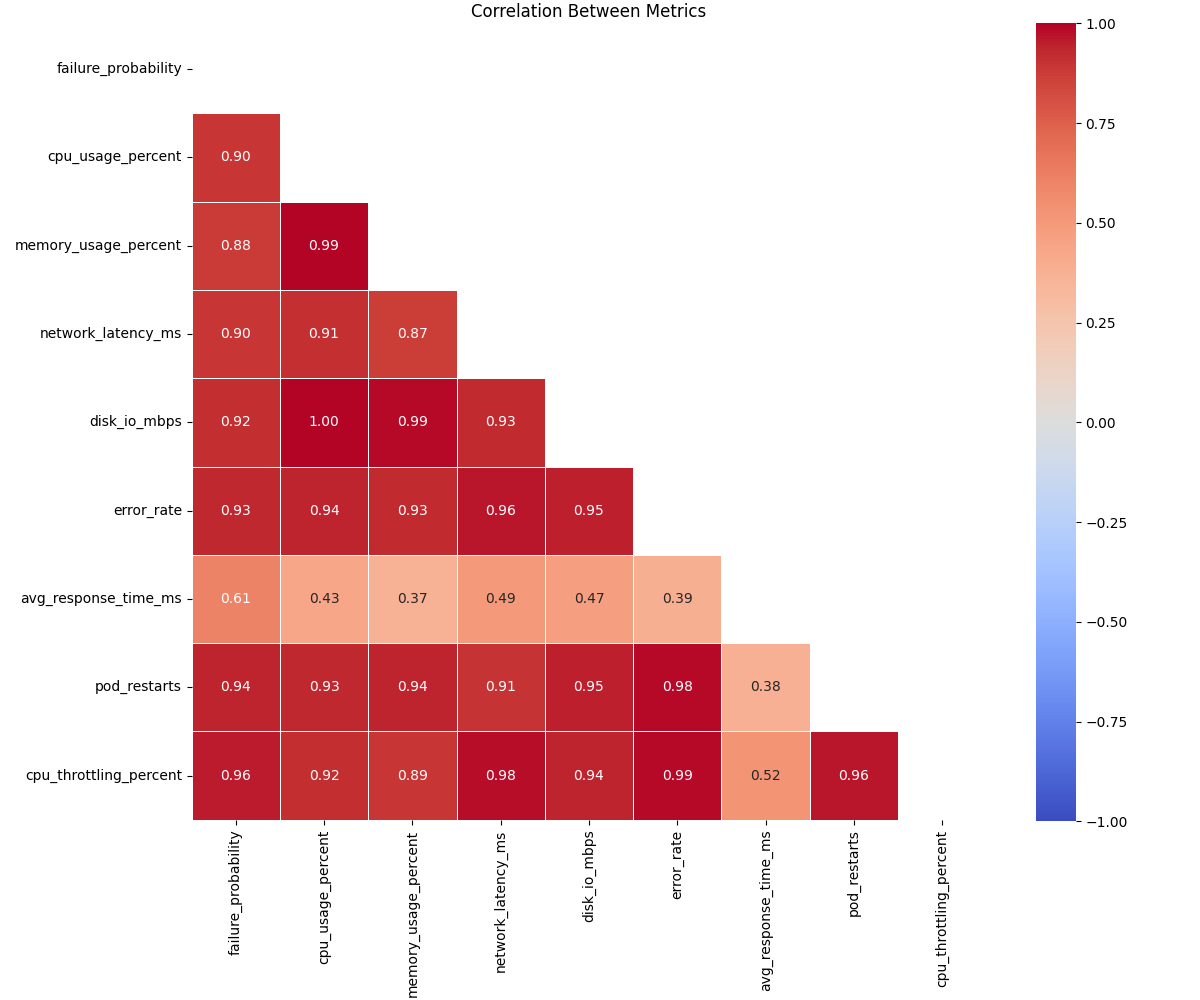 Correlation Between Metrics
failure_probability
cpu_usage_percent 0.90
memory_usage_percent 0.88 0.99
network_latency_ms 0.90 0.91 0.87
disk_io_mbps 0.92 1.00 0.99 0.93
error_rate 0.93 0.94 0.93 0.96 0.95
avg_response_time_ms 0.61 0.43 0.37 0.49 0.47 0.39
pod_restarts 0.94 0.93 0.94 0.91 0.95 0.98 0.38
cpu_throttling_percent 0.96 0.92 0.89 0.98 0.94 0.99 0.52 0.96
failure_probability
cpu_usage_percent
memory_usage_percent
network_latency_ms
disk_io_mbps
error_rate
avg_response_time_ms
pod_restarts
cpu_throttling_percent
1.00
0.75
0.50
0.25
0.00
−0.25
−0.50
−0.75
−1.00